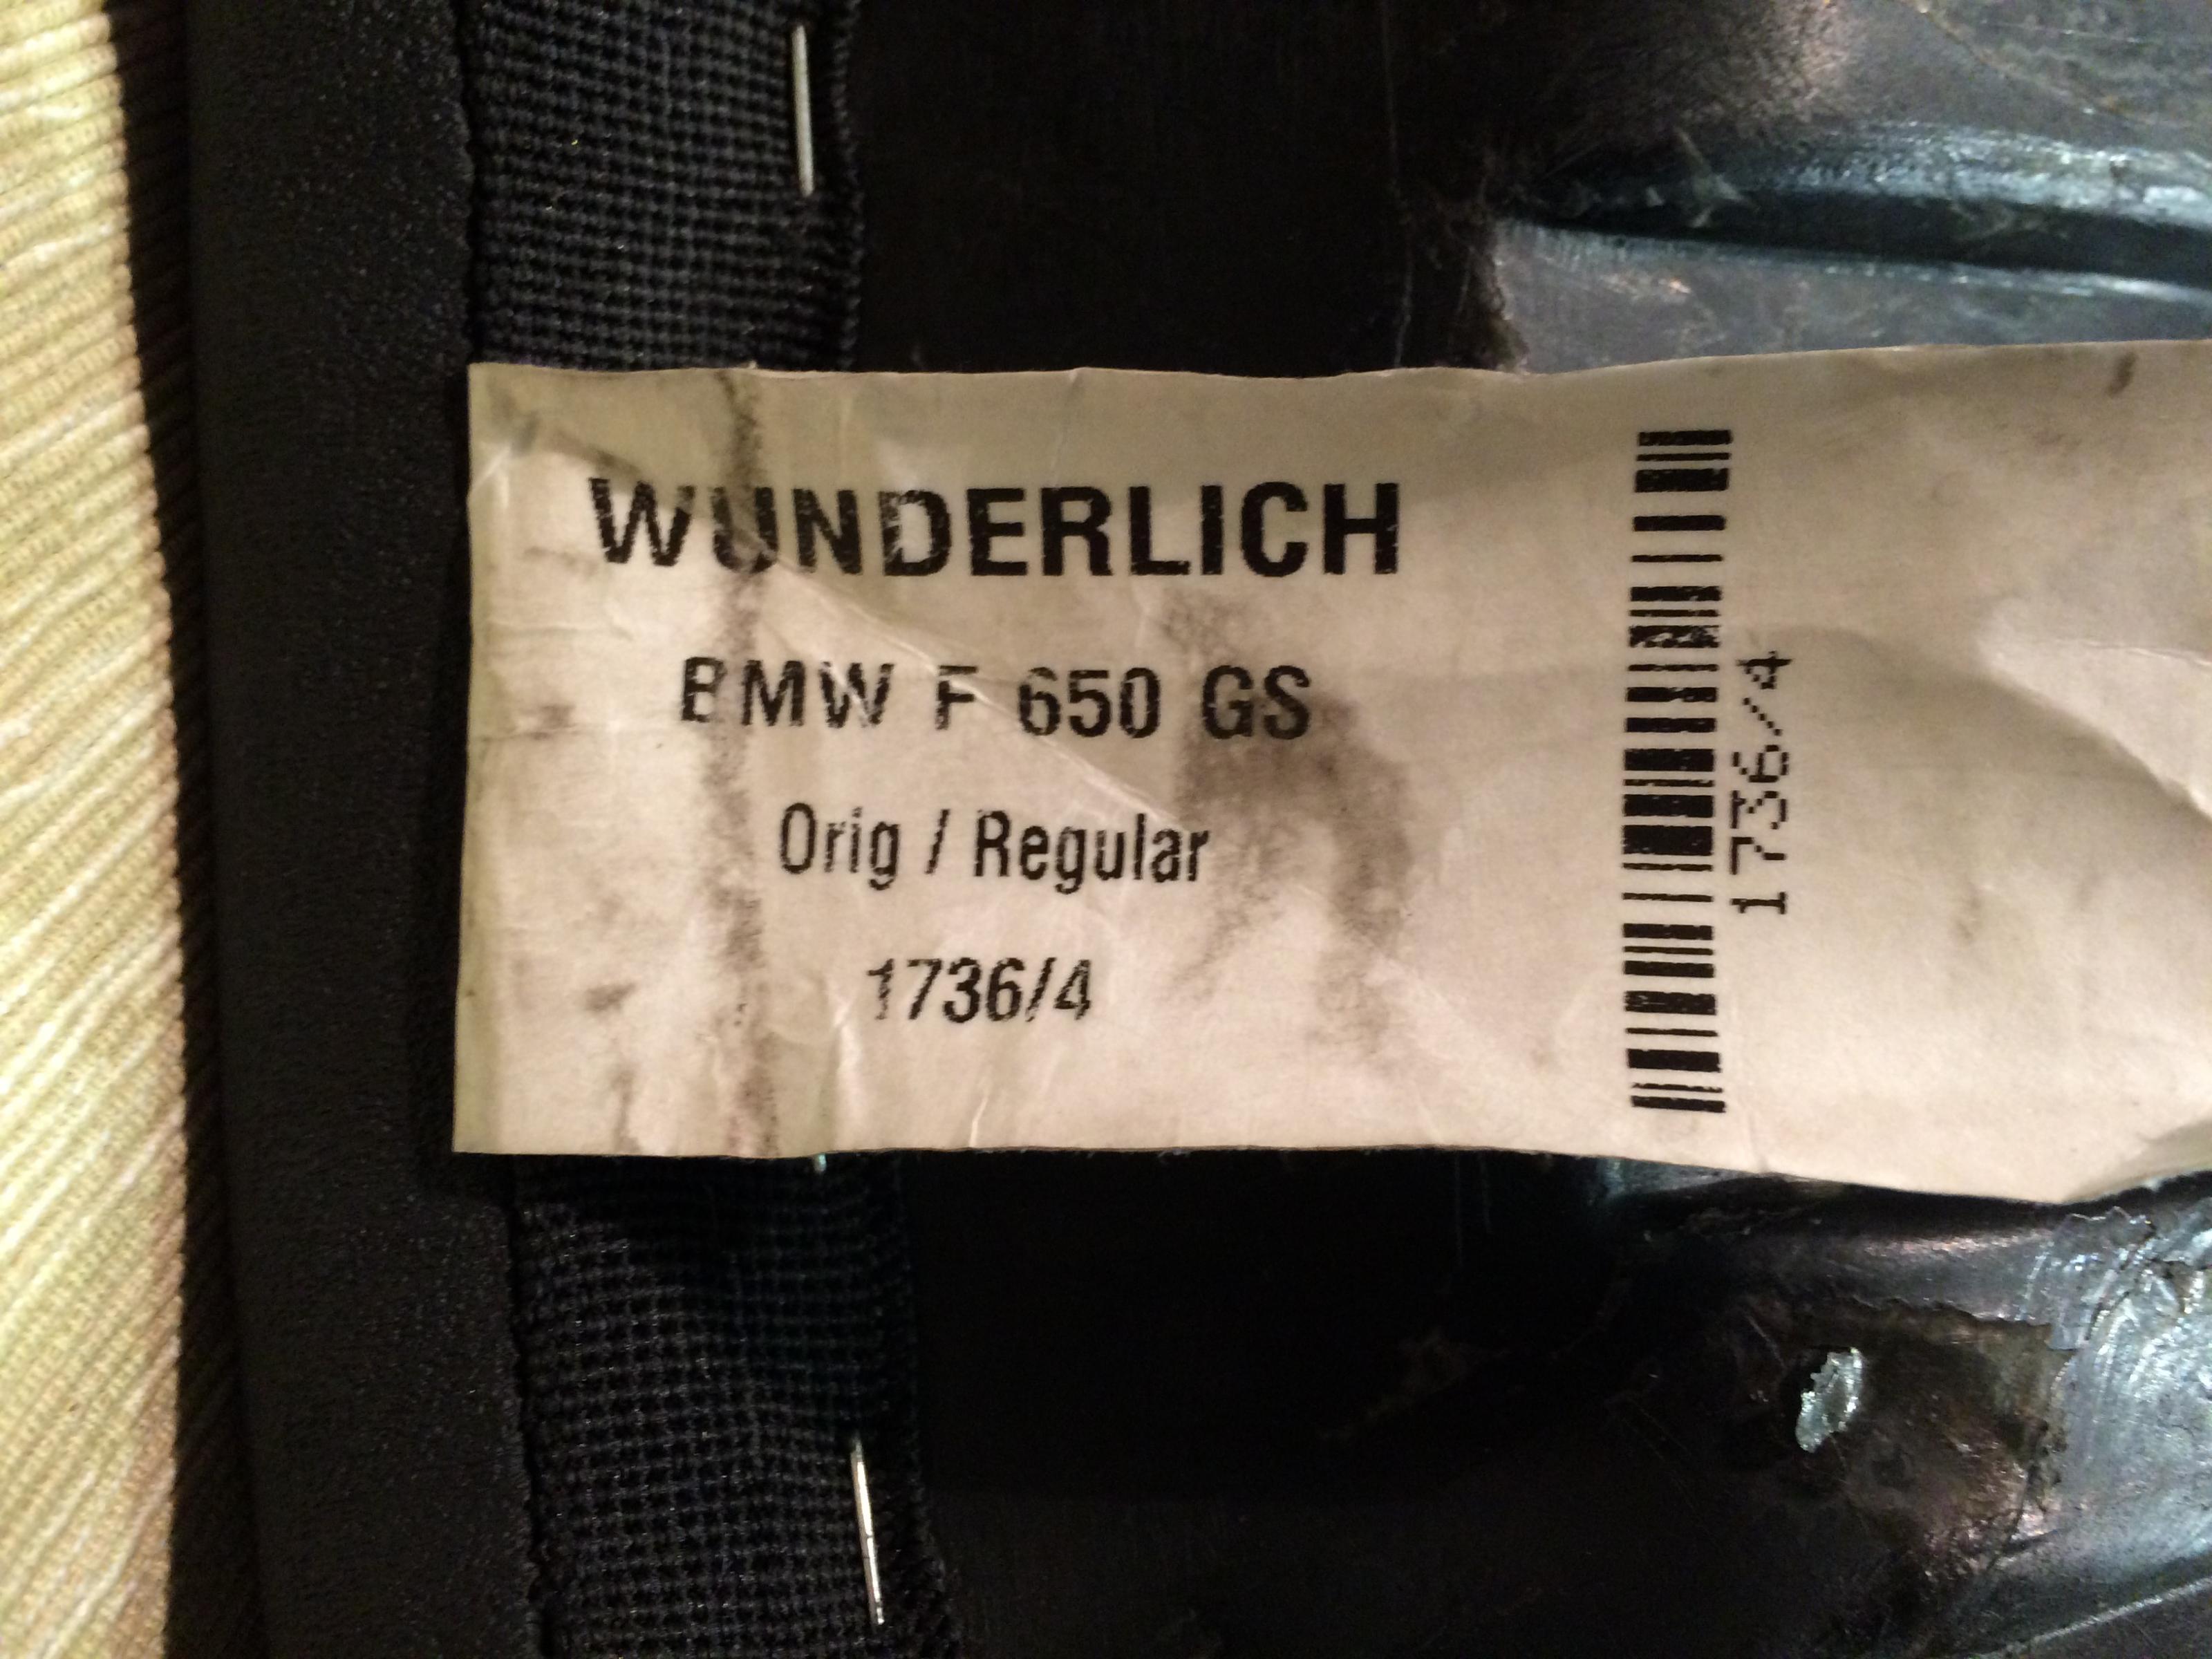 WUNDERLICH
BMW F 650 GS
Orig / Regular
1736/4
1736/4